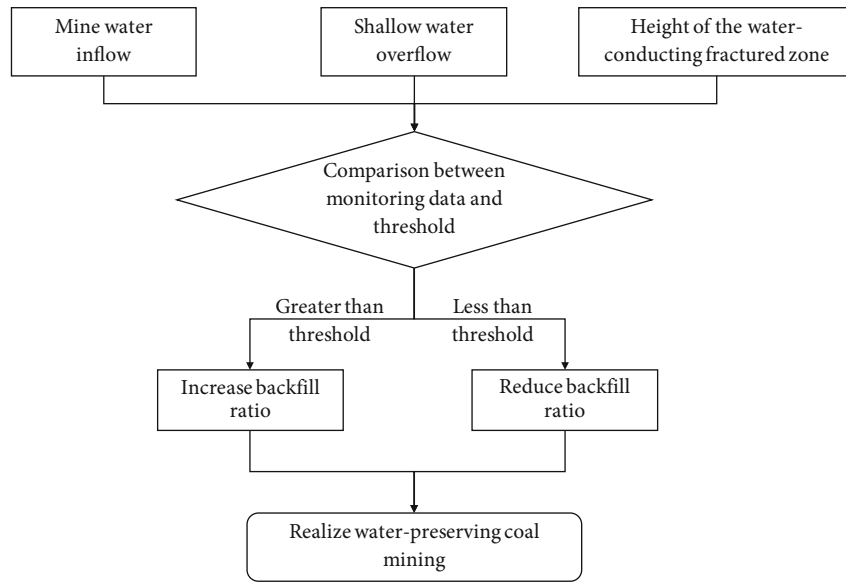 Mine water
inflow
Shallow water
overflow
Height of the water-
conducting fractured zone
Comparison between
monitoring data and
threshold
Greater than
threshold
Less than
threshold
Increase backfill
ratio
Reduce backfill
ratio
Realize water-preserving coal
mining